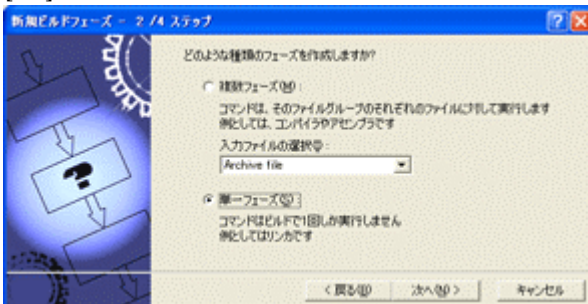 新規ビルドフェーズ - 2 /4 ステップ
どのような種類のフェーズを作成しますか?
複数フェーズ(M) :
コマンドは、そのファイルグループのそれぞれのファイルに対して実行します
例としては、コンパイラやアセンブラです
入力ファイルの選択(I) :
Archive file
単一フェーズ(S) :
コマンドはビルドで1回しか実行しません
例としてはリンカです
?
< 戻る(B)
次へ(N) >
キャンセル